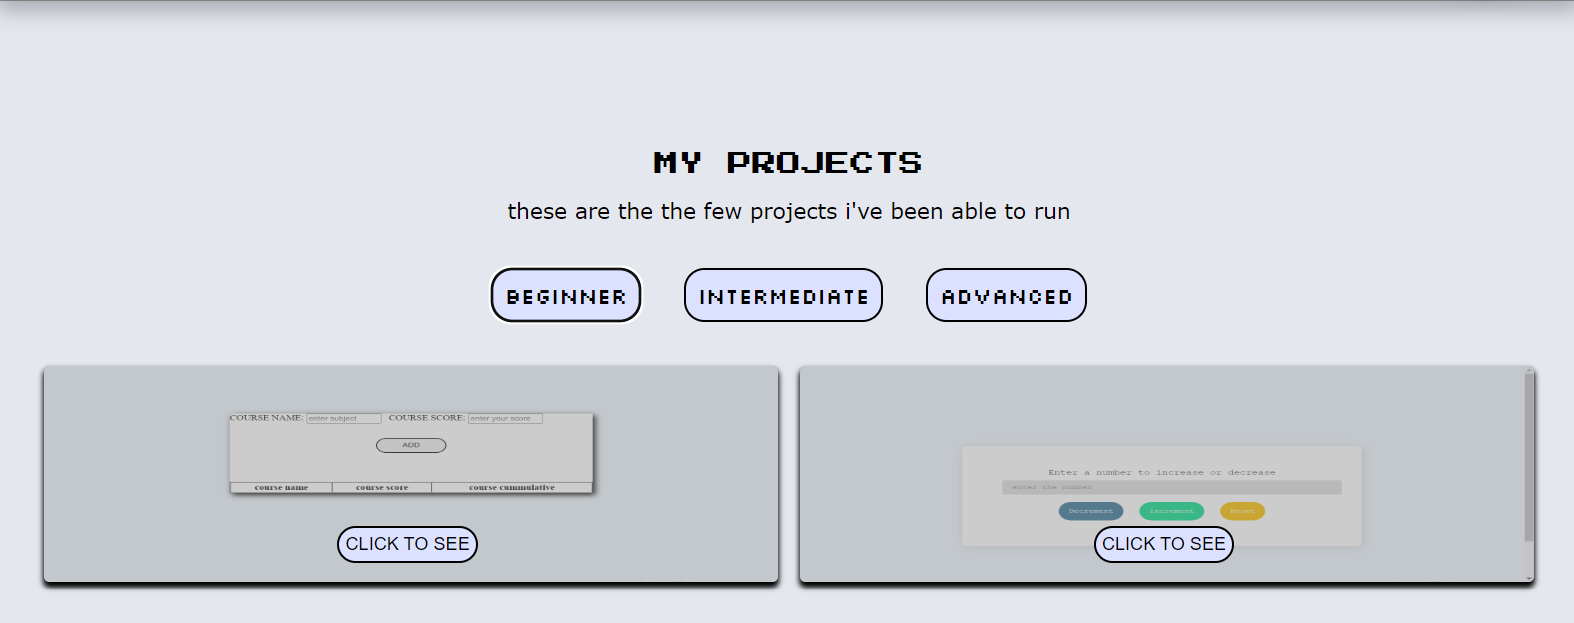 MY PROJECTS
these are the the few projects i've been able to run
BEGINNER INTERMEDIATE ADVANCED
COURSE NAME: enter subject COURSE SCORE: enter your score
ADD
course name course score course cummulative
CLICK TO SEE
Enter a number to increase or decrease
enter the number
Decrement increment Reset
CLICK TO SEE